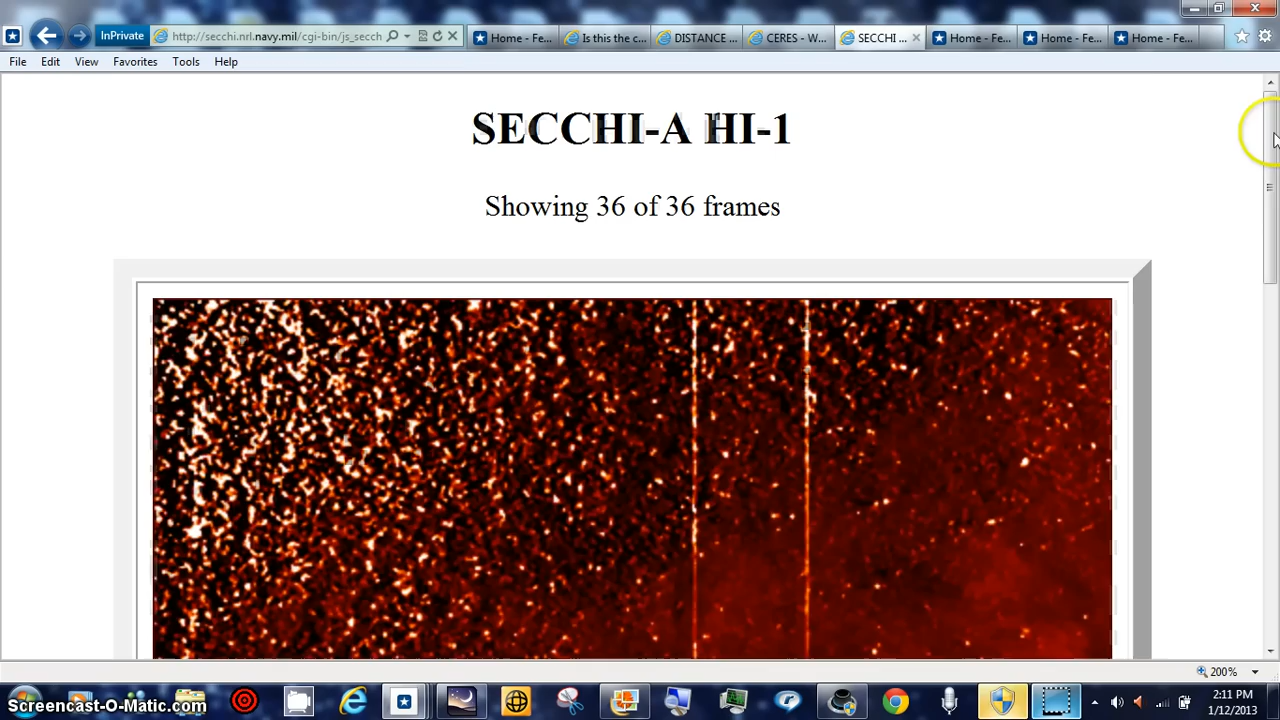 InPrivate
http://secchi.nrl.navy.mil/cgi-bin/js_secch
Home - Fe...
Is this the c...
DISTANCE ...
CERES - W...
SECCHI ...
Home - Fe...
Home - Fe...
Home - Fe...
File Edit View Favorites Tools Help
SECCHI-A HI-1
Showing 36 of 36 frames
200%
Screencast-O-Matic.com
2:11 PM
1/12/2013